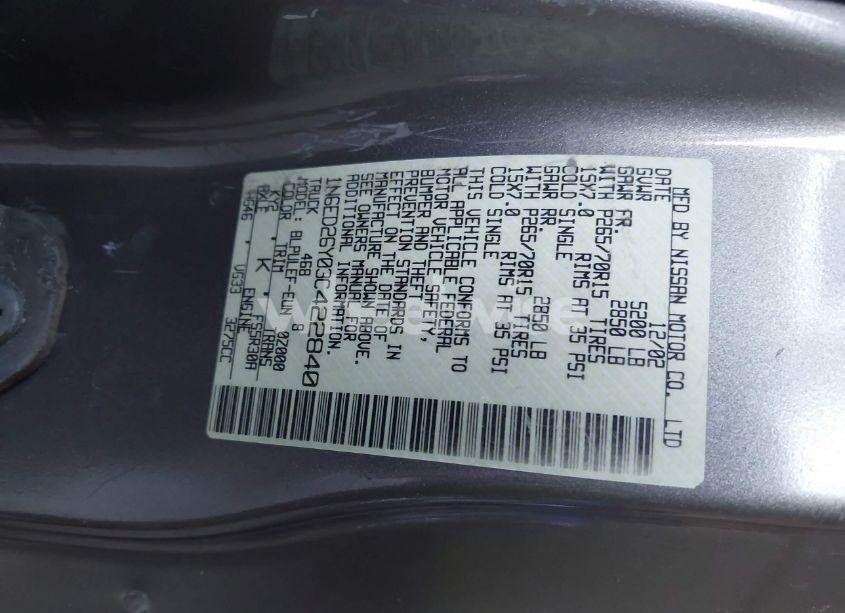 MFD BY NISSAN MOTOR CO. LTD
DATE 12/02
GVWR 5200 LB
GAWR FR. 2850 LB
WITH P265/70R15 TIRES
15X7.0 RIMS AT 35 PSI
COLD SINGLE
GAWR RR. 2850 LB
WITH P265/70R15 TIRES
15X7.0 RIMS AT 35 PSI
COLD SINGLE
THIS VEHICLE CONFORMS TO
ALL APPLICABLE FEDERAL
MOTOR VEHICLE SAFETY,
BUMPER AND THEFT
PREVENTION STANDARDS IN
EFFECT ON THE DATE OF
MANUFACTURE SHOWN ABOVE.
SEE OWNERS MANUAL FOR
ADDITIONAL INFORMATION.
1N6ED26Y03C422840
TRUCK 468 8
MODEL: BLPULEF-EUN 02000
COLOR TRIM TRANS
KY2 , K FS5R30A
AXLE ENGINE
H546 , VG33 3275CC